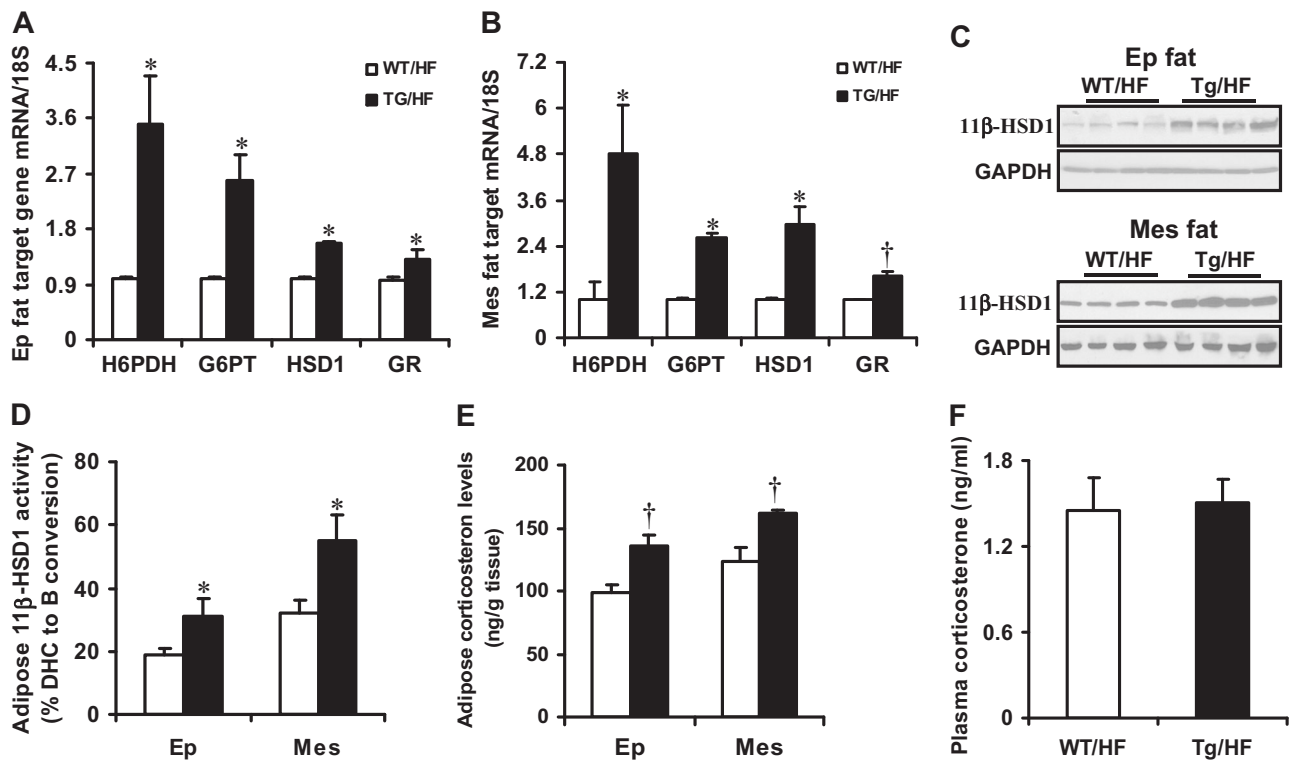 A
Ep fat target gene mRNA/18S
4.5
3.6
2.7
1.8
0.9
0
WT/HF
TG/HF
*
*
*
*
H6PDH G6PT HSD1 GR
B
Mes fat target mRNA/18S
7.2
6
4.8
3.6
2.4
1.2
0
WT/HF
TG/HF
*
*
*
†
H6PDH G6PT HSD1 GR
C
Ep fat
WT/HF Tg/HF
11β-HSD1
GAPDH
Mes fat
WT/HF Tg/HF
11β-HSD1
GAPDH
D
Adipose 11β-HSD1 activity
(% DHC to B conversion)
80
60
40
20
0
*
*
Ep Mes
E
Adipose corticosteron levels
(ng/g tissue)
200
150
100
50
0
†
†
Ep Mes
F
Plasma corticosterone (ng/ml)
1.8
1.2
0.6
0
WT/HF Tg/HF